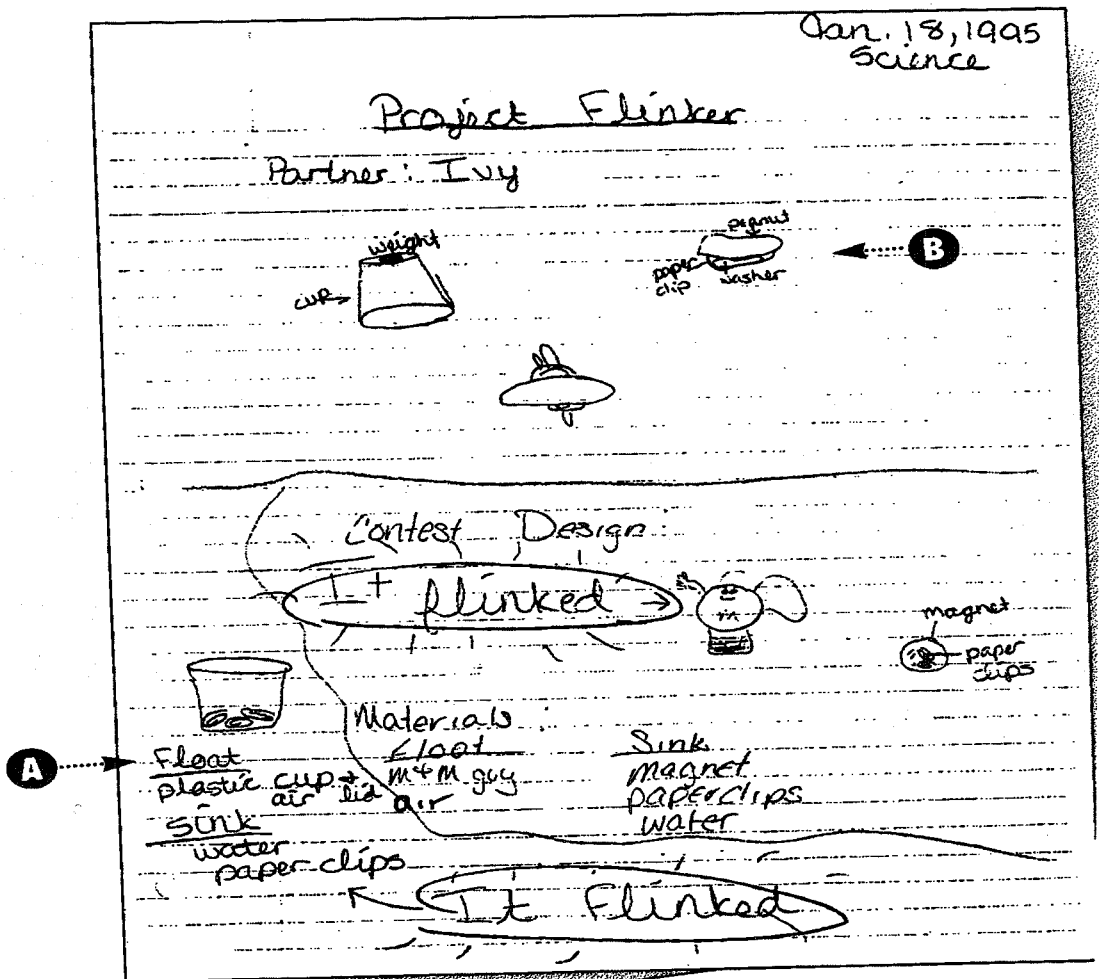 Jan. 18, 1995
Science
Project Flinker
Partner: Ivy
weight
cup
peanut
paper
clip
washer
B
Contest Design:
It flinked
magnet
paper
clips
A
Float
plastic cup + lid
air
Sink
water
paper clips
Materials:
Float
m+m guy
air
Sink
magnet
paperclips
water
It Flinked